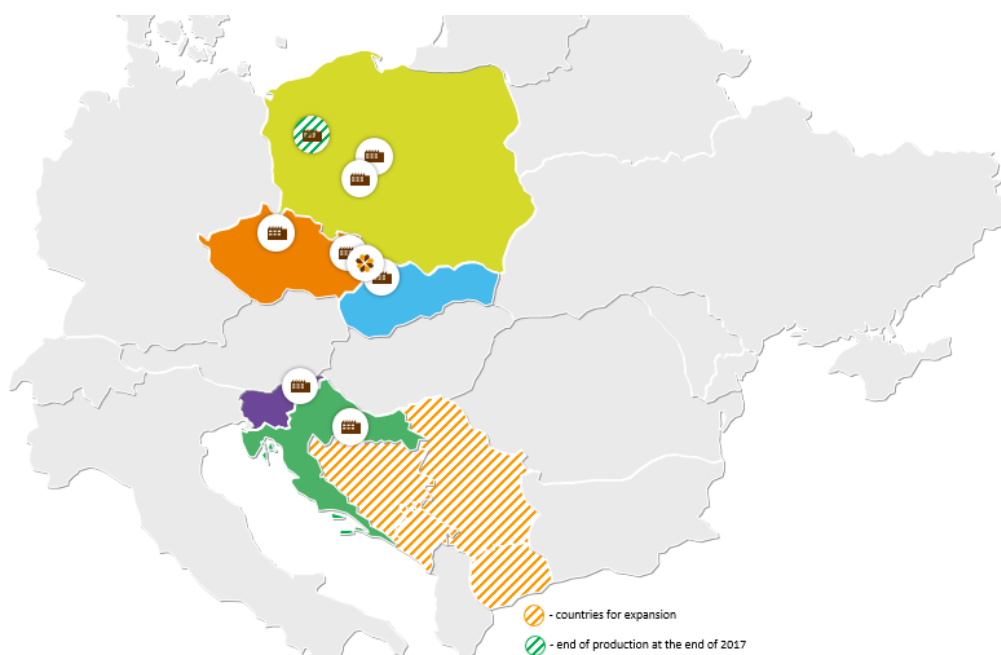 - countries for expansion
- end of production at the end of 2017